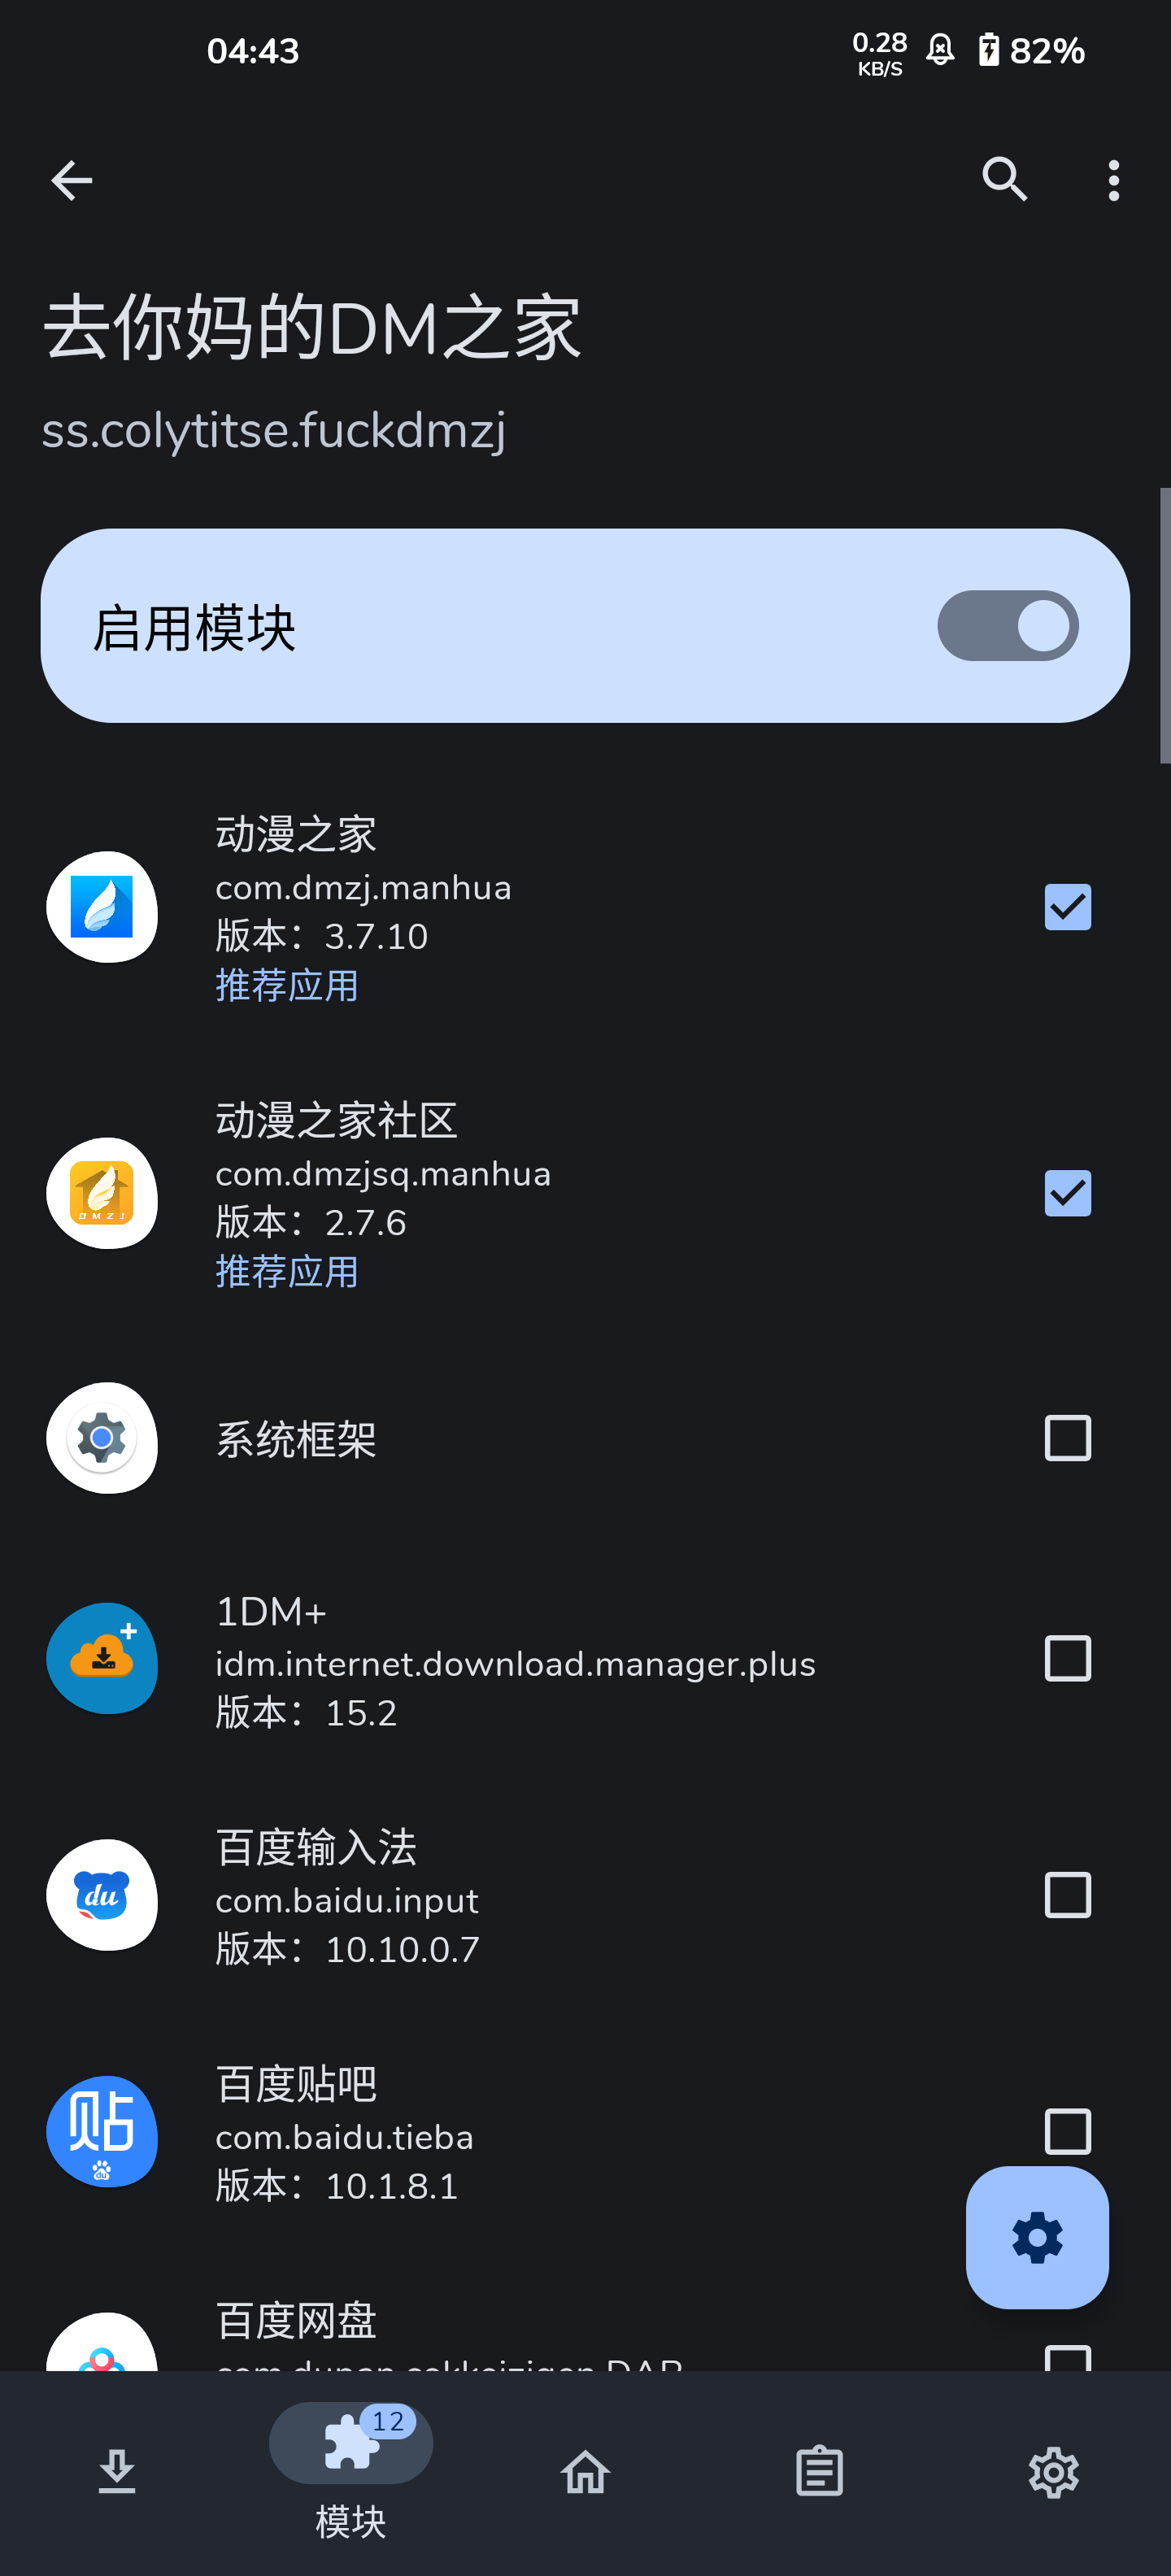 04:43
0.28
KB/S
82%
去你妈的DM之家
ss.colytitse.fuckdmzj
启用模块
动漫之家
com.dmzj.manhua
版本：3.7.10
推荐应用
动漫之家社区
com.dmzjsq.manhua
版本：2.7.6
推荐应用
DMZJ
系统框架
1DM+
idm.internet.download.manager.plus
版本：15.2
百度输入法
com.baidu.input
版本：10.10.0.7
du
百度贴吧
com.baidu.tieba
版本：10.1.8.1
贴
du
百度网盘
12
模块